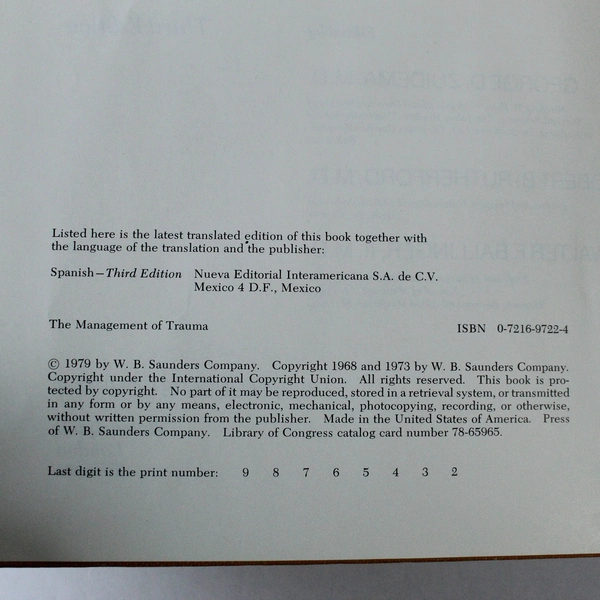 Listed here is the latest translated edition of this book together with
the language of the translation and the publisher:
Spanish—Third Edition Nueva Editorial Interamericana S.A. de C.V.
Mexico 4 D.F., Mexico
The Management of Trauma ISBN 0-7216-9722-4
© 1979 by W. B. Saunders Company. Copyright 1968 and 1973 by W. B. Saunders Company.
Copyright under the International Copyright Union. All rights reserved. This book is pro-
tected by copyright. No part of it may be reproduced, stored in a retrieval system, or transmitted
in any form or by any means, electronic, mechanical, photocopying, recording, or otherwise,
without written permission from the publisher. Made in the United States of America. Press
of W. B. Saunders Company. Library of Congress catalog card number 78-65965.
Last digit is the print number: 9 8 7 6 5 4 3 2